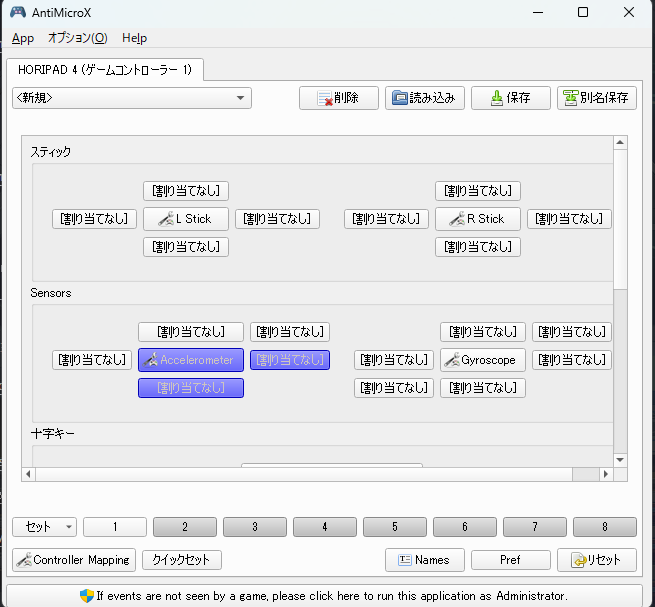 AntiMicroX
App オプション(O) Help
HORIPAD 4 (ゲームコントローラー 1)
<新規> 削除 読み込み 保存 別名保存
スティック
[割り当てなし] [割り当てなし]
[割り当てなし] L Stick [割り当てなし] [割り当てなし] R Stick [割り当てなし]
[割り当てなし] [割り当てなし]
Sensors
[割り当てなし] [割り当てなし] [割り当てなし] [割り当てなし]
[割り当てなし] Accelerometer [割り当てなし] [割り当てなし] Gyroscope [割り当てなし]
[割り当てなし] [割り当てなし] [割り当てなし]
十字キー
セット 1 2 3 4 5 6 7 8
Controller Mapping クイックセット Names Pref リセット
If events are not seen by a game, please click here to run this application as Administrator.